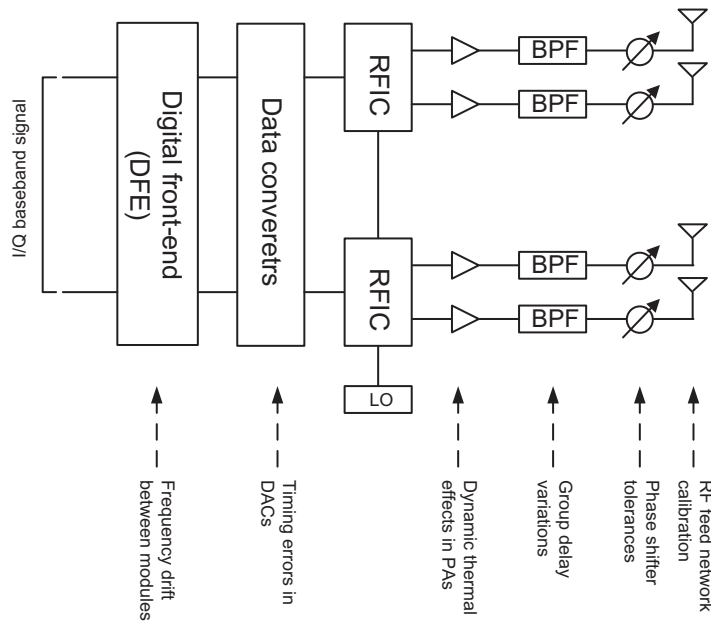 I/Q baseband signal
Digital front-end
(DFE)
Data converetrs
RFIC
RFIC
LO
BPF
BPF
BPF
BPF
Frequency drift
between modules
Timing errors in
DACs
Dynamic thermal
effects in PAs
Group delay
variations
Phase shifter
tolerances
RF feed network
calibration